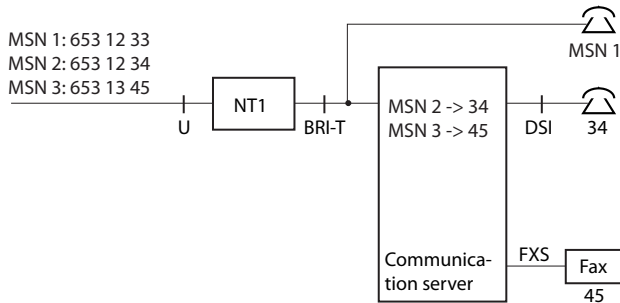 MSN 1: 653 12 33
MSN 2: 653 12 34
MSN 3: 653 13 45
U
NT1
BRI-T
MSN 1
MSN 2 -> 34
MSN 3 -> 45
DSI
34
Communica-
tion server
FXS
Fax
45